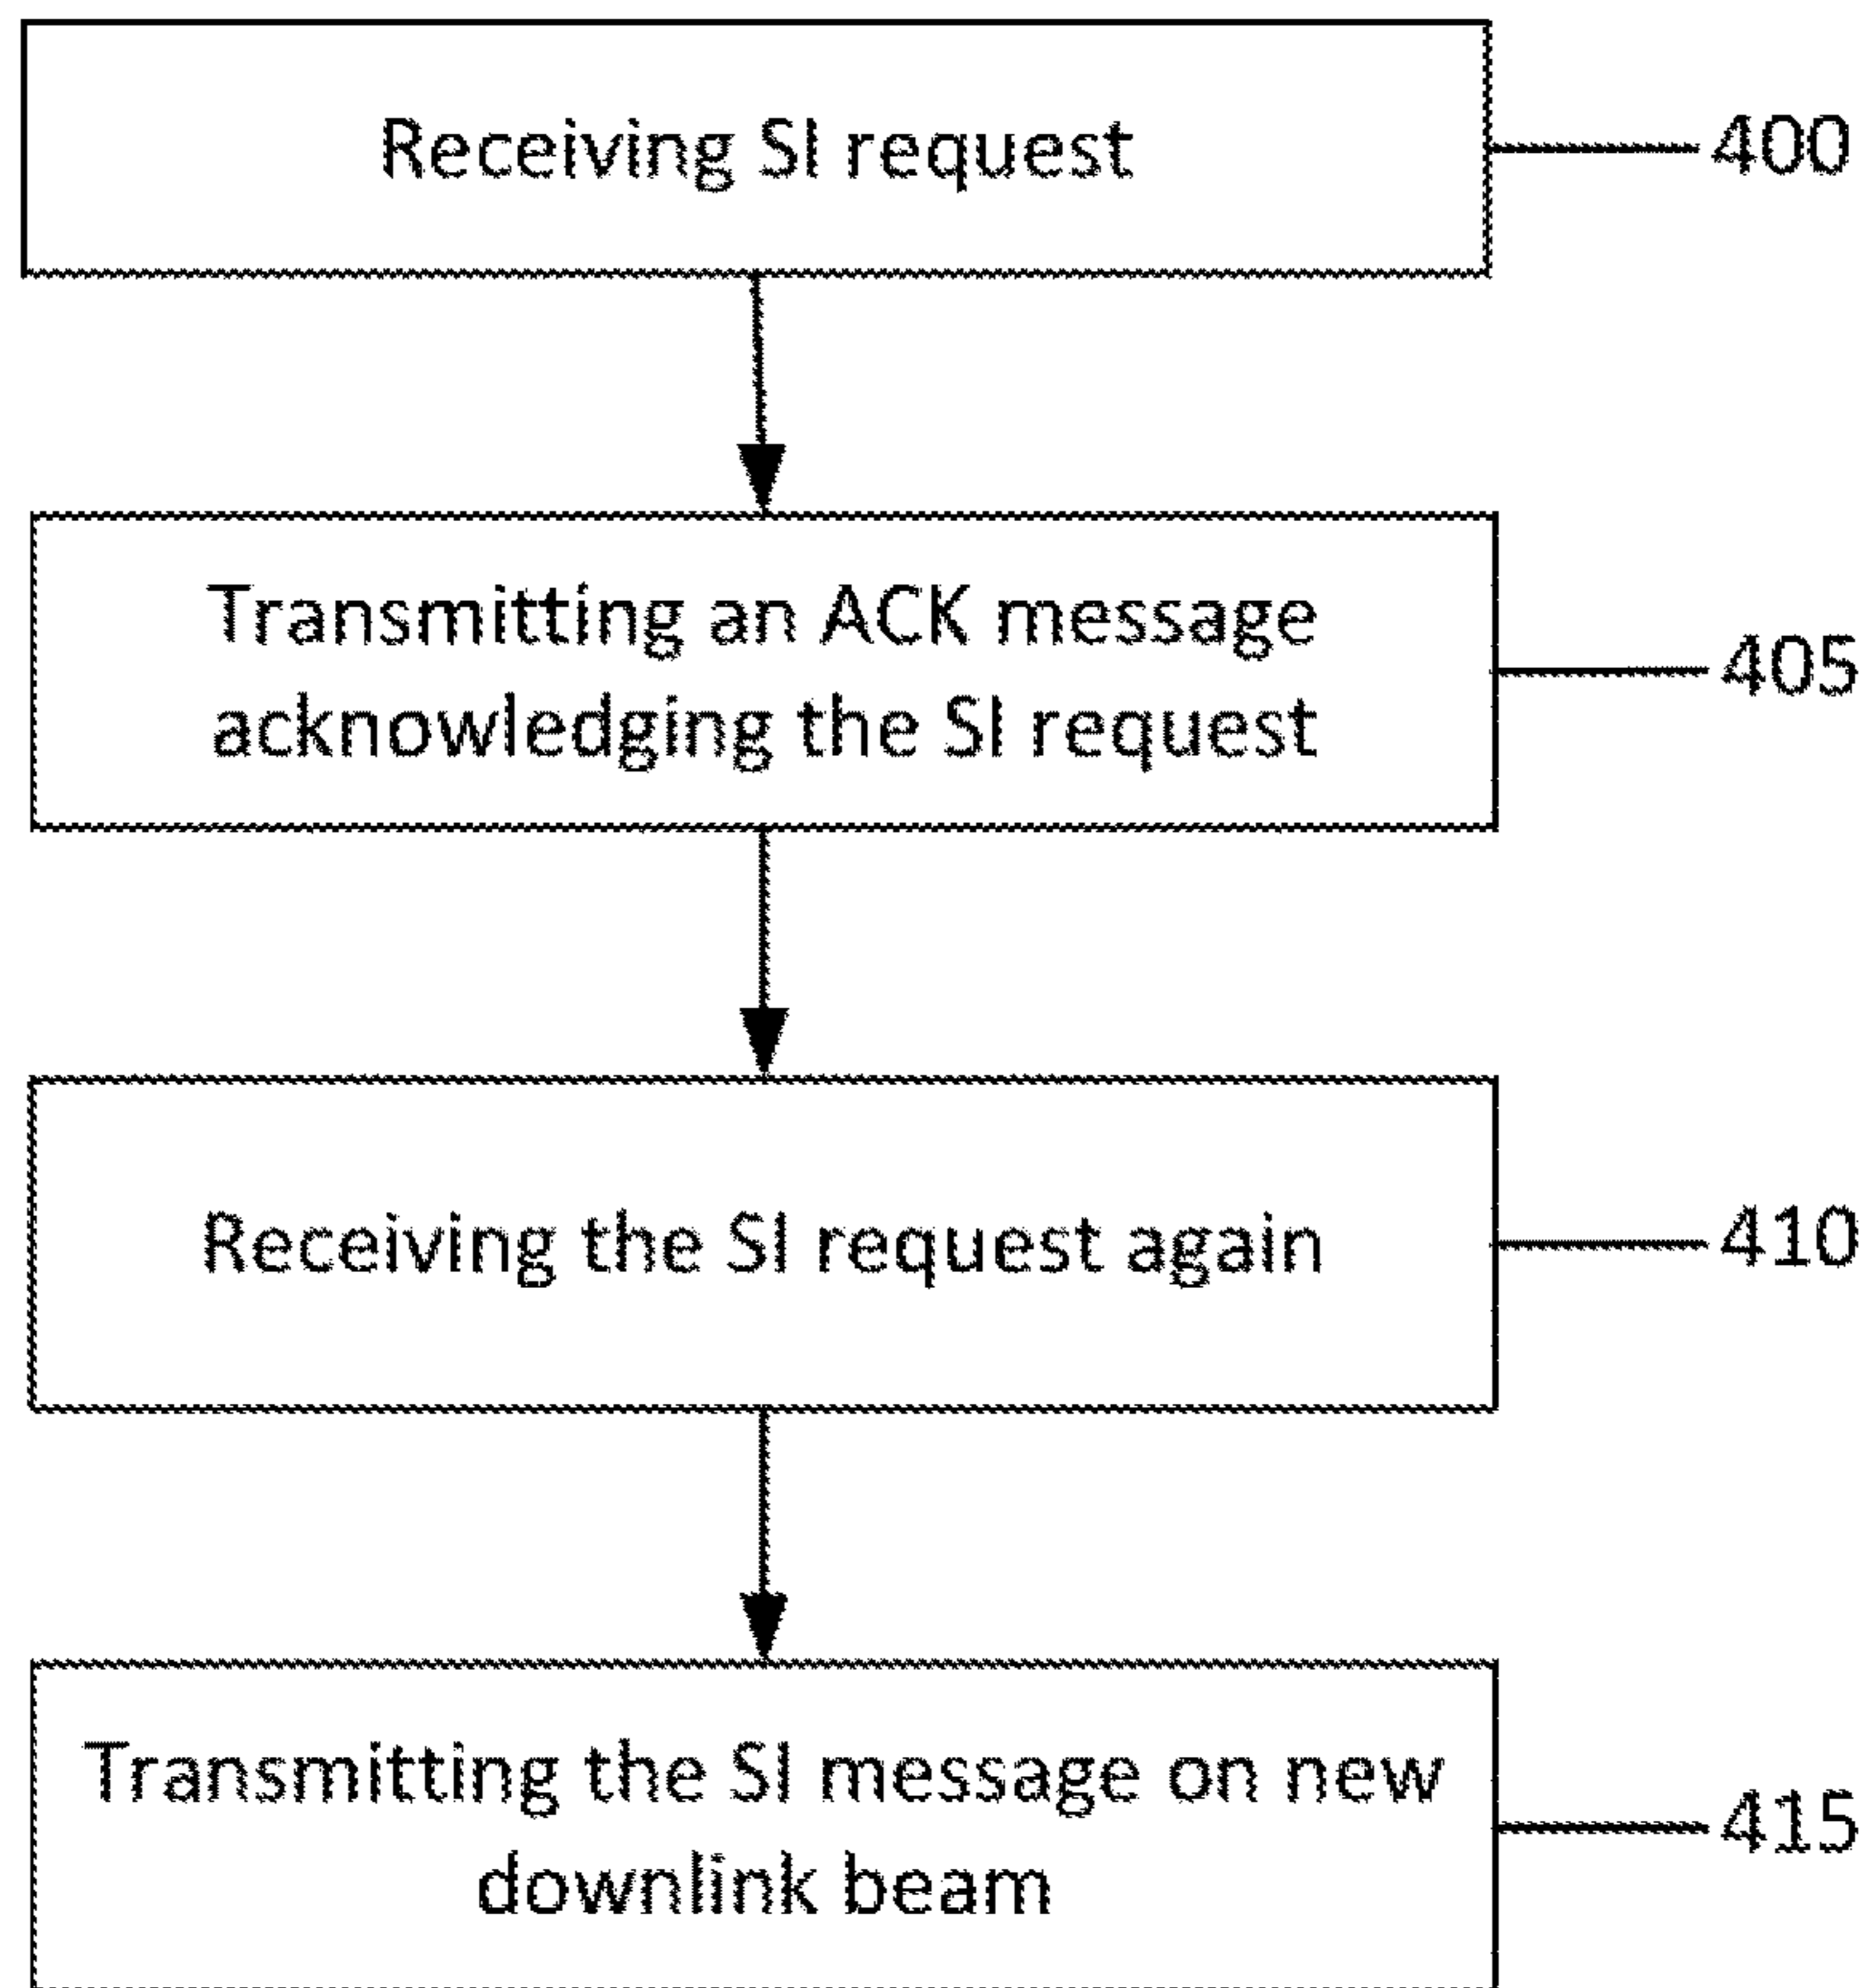 Receiving SI request
400
Transmitting an ACK message
acknowledging the SI request
405
Receiving the SI request again
410
Transmitting the SI message on new
downlink beam
415